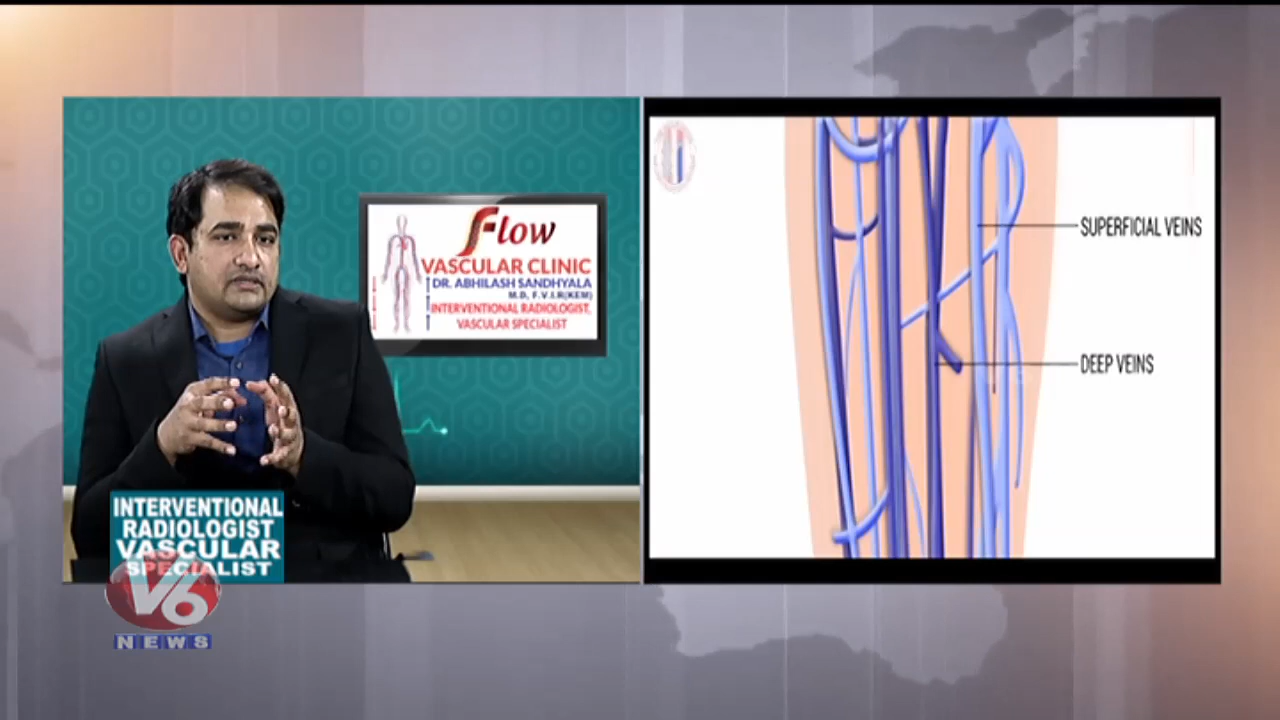 Flow
VASCULAR CLINIC
DR. ABHILASH SANDHYALA
M.D, F.V.I.R(KEM)
INTERVENTIONAL RADIOLOGIST,
VASCULAR SPECIALIST
INTERVENTIONAL
RADIOLOGIST
VASCULAR
SPECIALIST
V6
NEWS
SUPERFICIAL VEINS
DEEP VEINS